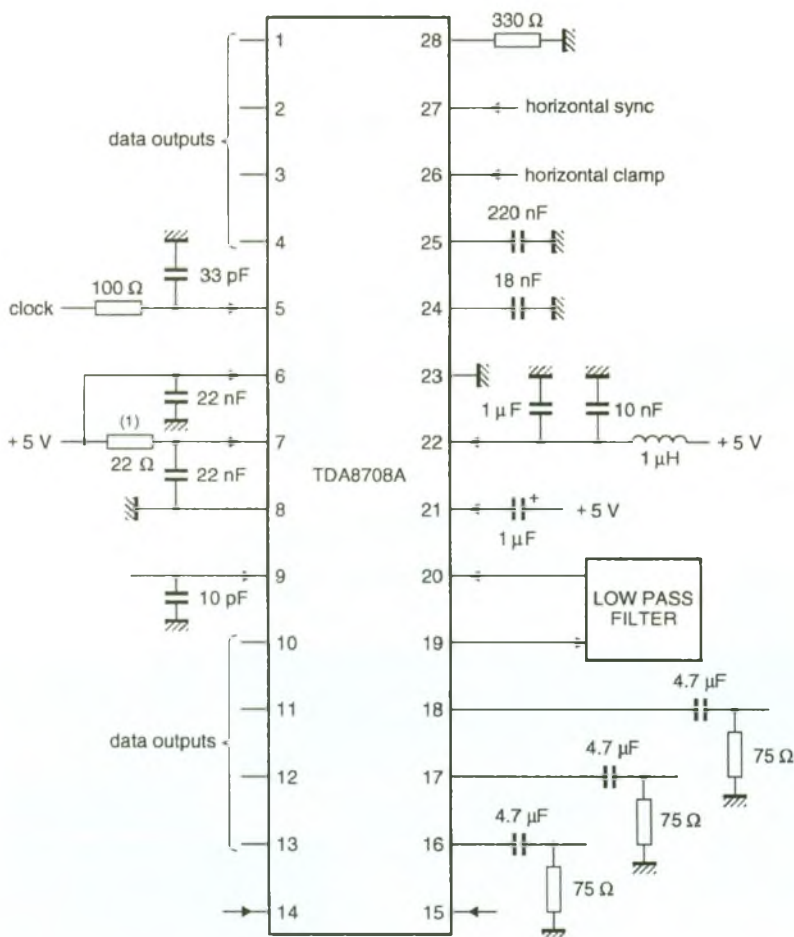 330 Ω
1
28
2
27
horizontal sync
data outputs
3
26
horizontal clamp
220 nF
4
25
33 pF
100 Ω
18 nF
clock
5
24
6
23
22 nF
1 µF
10 nF
(1)
+ 5 V
7
22
+ 5 V
22 Ω
1 µH
22 nF
TDA8708A
8
21
+
+ 5 V
1 µF
9
20
10 pF
LOW PASS
FILTER
10
19
4.7 µF
11
18
data outputs
4.7 µF
75 Ω
12
17
4.7 µF
75 Ω
13
16
75 Ω
14
15